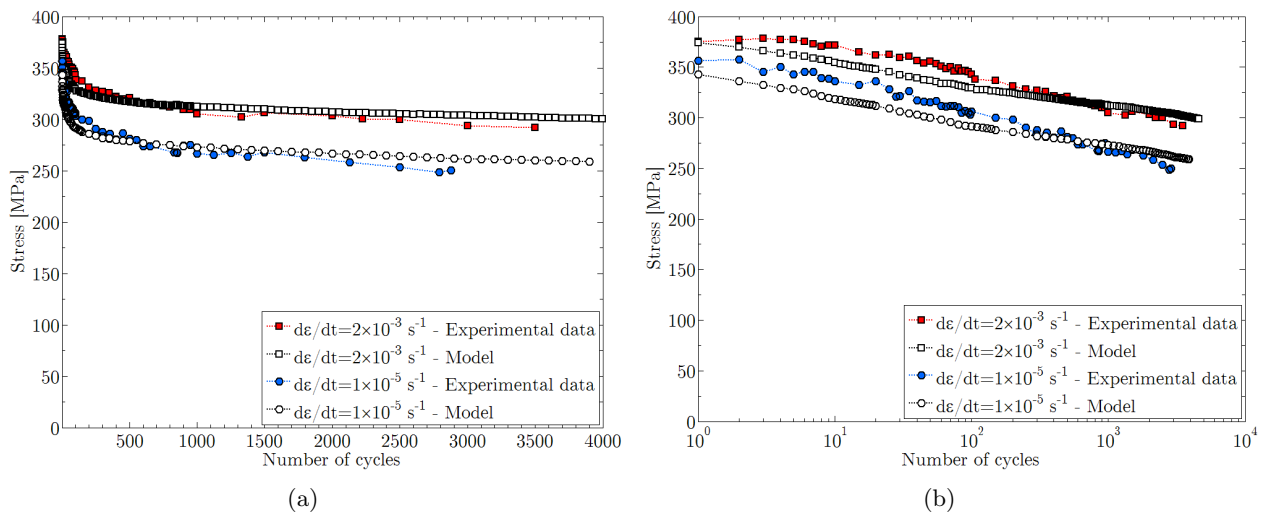 400
350
300
250
200
150
100
50
0
Stress [MPa]
500
1000
1500
2000
2500
3000
3500
4000
Number of cycles
dε/dt=2×10⁻³ s⁻¹ - Experimental data
dε/dt=2×10⁻³ s⁻¹ - Model
dε/dt=1×10⁻⁵ s⁻¹ - Experimental data
dε/dt=1×10⁻⁵ s⁻¹ - Model
(a)
400
350
300
250
200
150
100
50
0
Stress [MPa]
10⁰
10¹
10²
10³
10⁴
Number of cycles
dε/dt=2×10⁻³ s⁻¹ - Experimental data
dε/dt=2×10⁻³ s⁻¹ - Model
dε/dt=1×10⁻⁵ s⁻¹ - Experimental data
dε/dt=1×10⁻⁵ s⁻¹ - Model
(b)